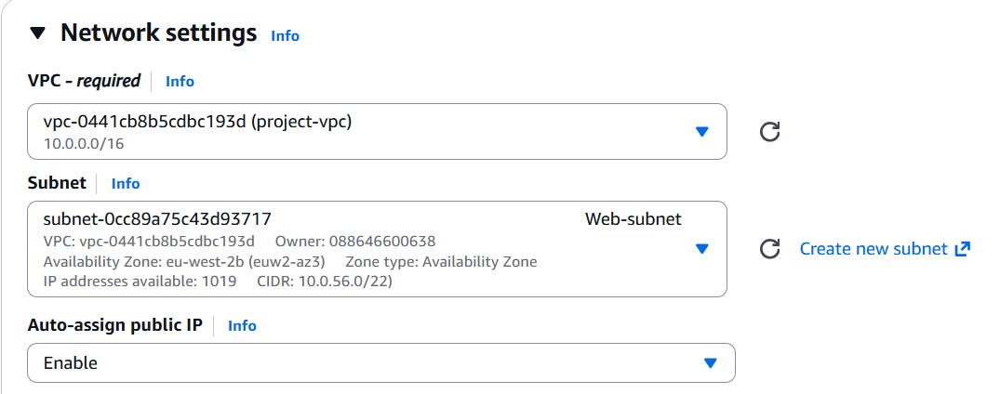 Network settings Info
VPC - required Info
vpc-0441cb8b5cdbc193d (project-vpc)
10.0.0.0/16
Subnet Info
subnet-0cc89a75c43d93717 Web-subnet
VPC: vpc-0441cb8b5cdbc193d Owner: 088646600638
Availability Zone: eu-west-2b (euw2-az3) Zone type: Availability Zone
IP addresses available: 1019 CIDR: 10.0.56.0/22)
Create new subnet
Auto-assign public IP Info
Enable